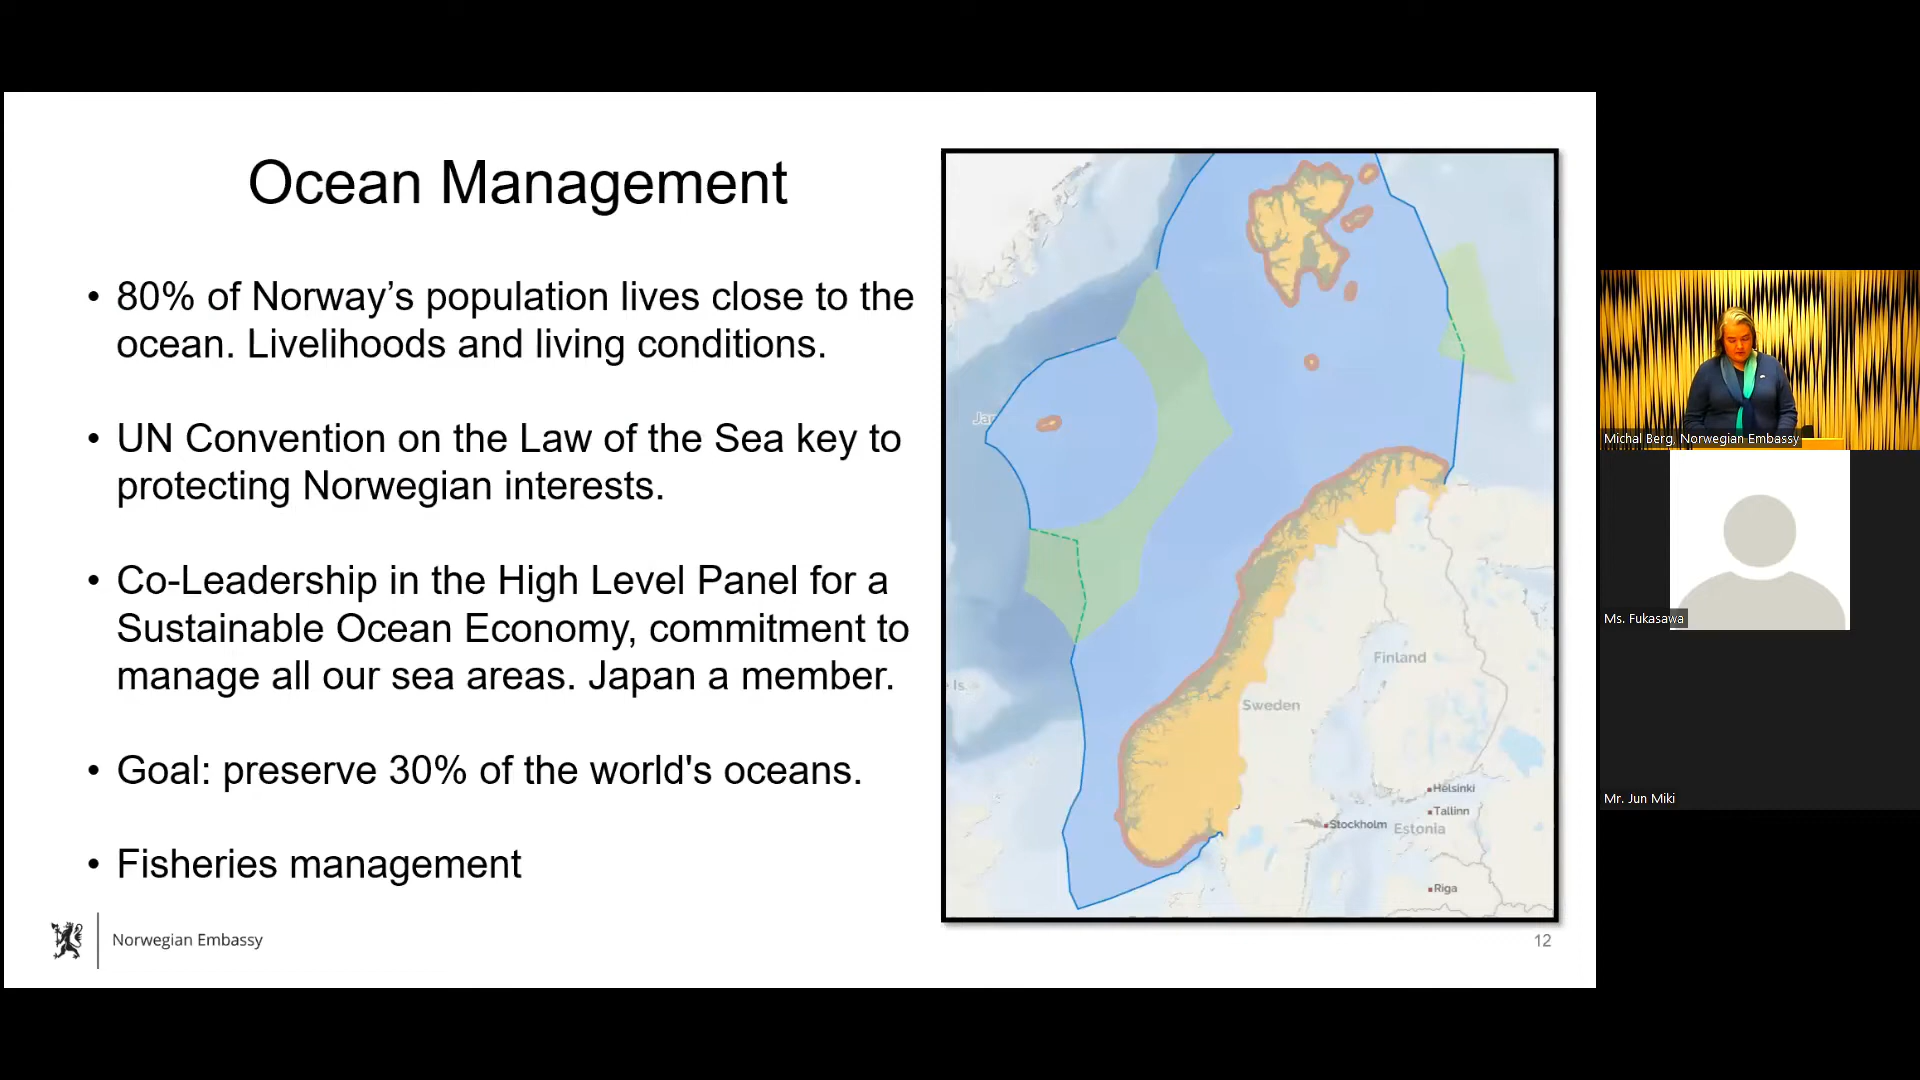 Ocean Management
• 80% of Norway’s population lives close to the
ocean. Livelihoods and living conditions.
• UN Convention on the Law of the Sea key to
protecting Norwegian interests.
• Co-Leadership in the High Level Panel for a
Sustainable Ocean Economy, commitment to
manage all our sea areas. Japan a member.
• Goal: preserve 30% of the world's oceans.
• Fisheries management
Norwegian Embassy
Jar
Is.
Finland
Sweden
Helsinki
Tallinn
Stockholm
Estonia
Riga
12
Michal Berg, Norwegian Embassy
Ms. Fukasawa
Mr. Jun Miki